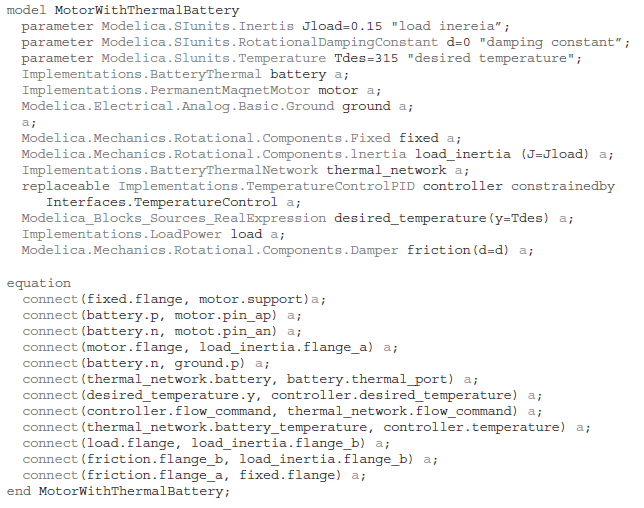 model MotorWithThermalBattery
parameter Modelica.SIunits.Inertis Jload=0.15 "load inereia”;
parameter Modelica.SIunits.RotationalDampingConstant d=0 "damping constant”;
parameter Modelica.Slunits.Temperature Tdes=315 "desired temperature";
Implementations.BatteryThermal battery a;
Implementations.PermanentMaqnetMotor motor a;
Modelica.Electrical.Analog.Basic.Ground ground a;
a;
Modelica.Mechanics.Rotational.Components.Fixed fixed a;
Modelica.Mechanics.Rotational.Components.lnertia load_inertia (J=Jload) a;
Implementations.BatteryThermalNetwork thermal_network a;
replaceable Implementations.TemperatureControlPID controller constrainedby
Interfaces.TemperatureControl a;
Modelica_Blocks_Sources_RealExpression desired_temperature(y=Tdes) a;
Implementations.LoadPower load a;
Modelica.Mechanics.Rotational.Components.Damper friction(d=d) a;
equation
connect(fixed.flange, motor.support)a;
connect(battery.p, motor.pin_ap) a;
connect(battery.n, motot.pin_an) a;
connect(motor.flange, load_inertia.flange_a) a;
connect(battery.n, ground.p) a;
connect(thermal_network.battery, battery.thermal_port) a;
connect(desired_temperature.y, controller.desired_temperature) a;
connect(controller.flow_command, thermal_network.flow_command) a;
connect(thermal_network.battery_temperature, controller.temperature) a;
connect(load.flange, load_inertia.flange_b) a;
connect(friction.flange_b, load_inertia.flange_b) a;
connect(friction.flange_a, fixed.flange) a;
end MotorWithThermalBattery;